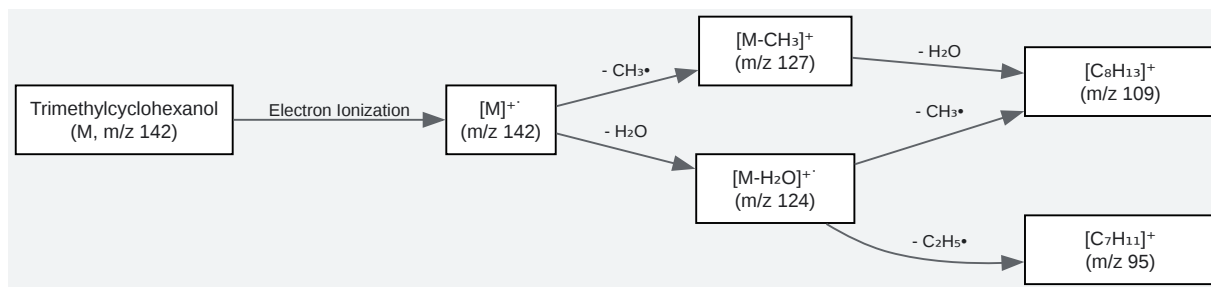 Trimethylcyclohexanol
(M, m/z 142)
Electron Ionization
[M]⁺˙
(m/z 142)
- CH₃•
- H₂O
[M-CH₃]⁺
(m/z 127)
[M-H₂O]⁺˙
(m/z 124)
- H₂O
- CH₃•
- C₂H₅•
[C₈H₁₃]⁺
(m/z 109)
[C₇H₁₁]⁺
(m/z 95)